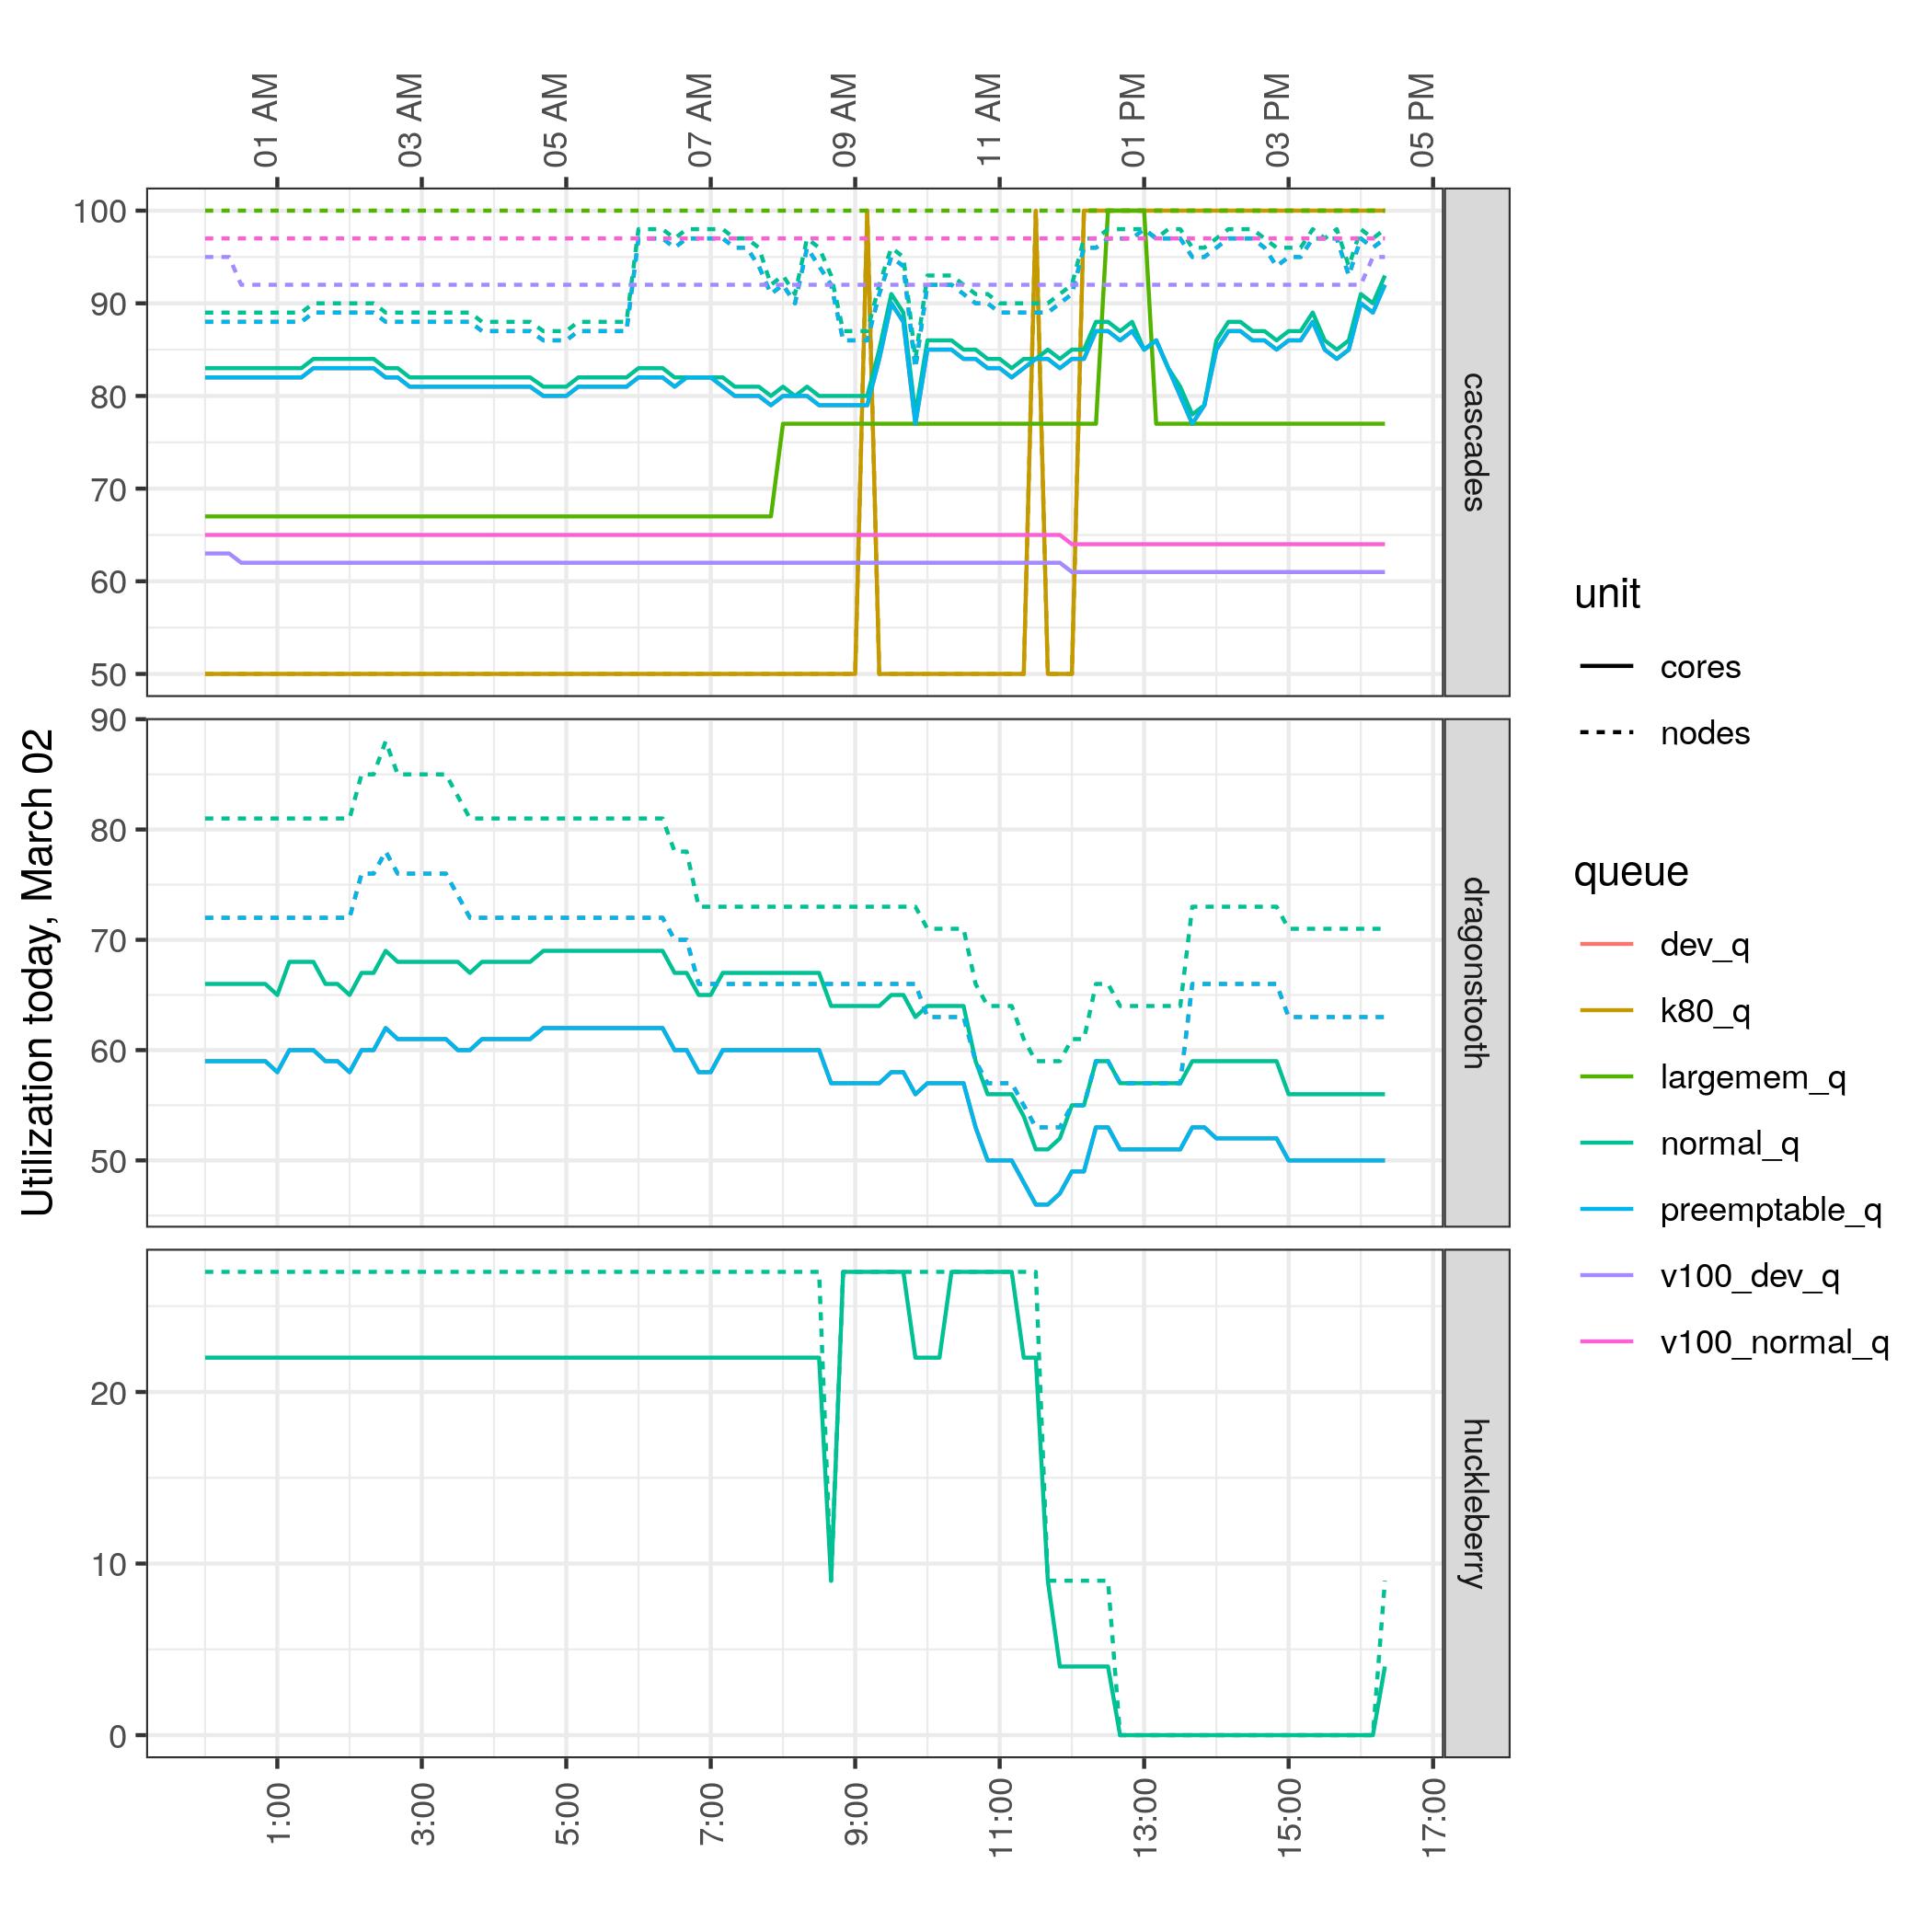 01 AM
03 AM
05 AM
07 AM
09 AM
11 AM
01 PM
03 PM
05 PM
Utilization today, March 02
100
90
80
70
60
50
cascades
90
80
70
60
50
dragonstooth
20
10
0
huckleberry
1:00
3:00
5:00
7:00
9:00
11:00
13:00
15:00
17:00
unit
cores
nodes
queue
dev_q
k80_q
largemem_q
normal_q
preemptable_q
v100_dev_q
v100_normal_q